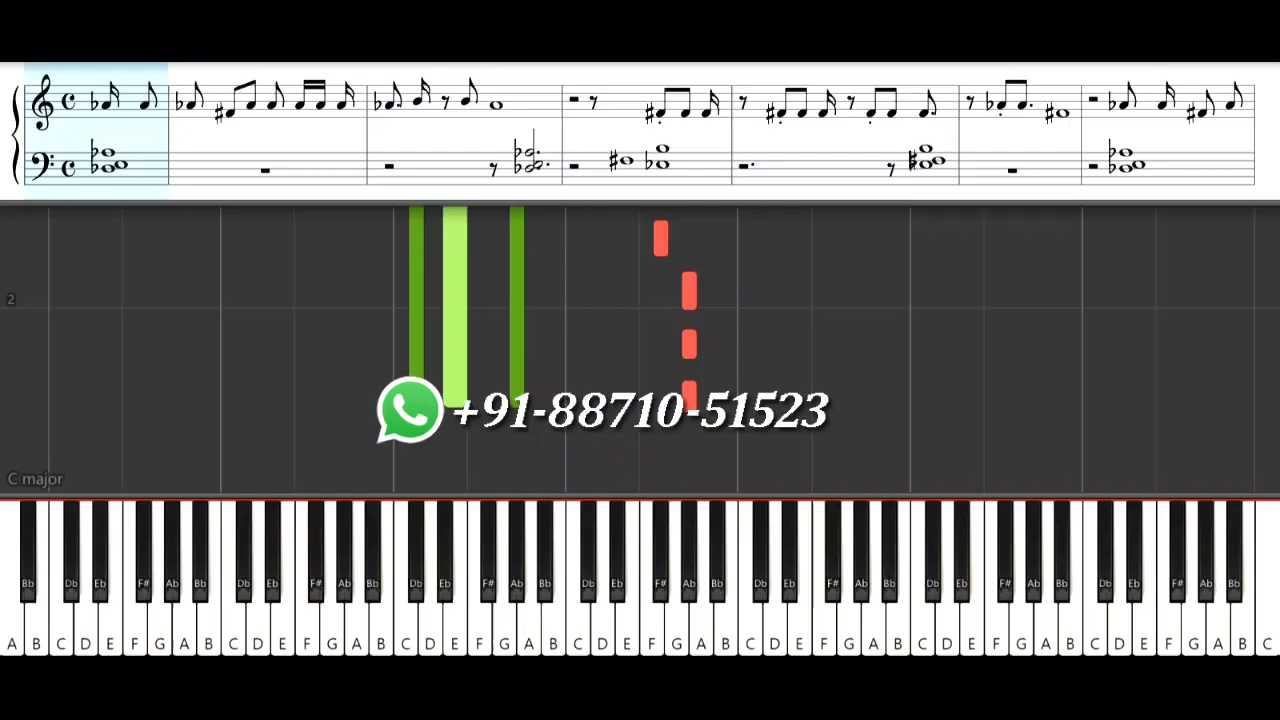 2
+91-88710-51523
C major
Bb Db Eb F# Ab Bb Db Eb F# Ab Bb Db Eb F# Ab Bb Db Eb F# Ab Bb Db Eb F# Ab Bb Db Eb F# Ab Bb Db Eb F# Ab Bb
A B C D E F G A B C D E F G A B C D E F G A B C D E F G A B C D E F G A B C D E F G A B C D E F G A B C